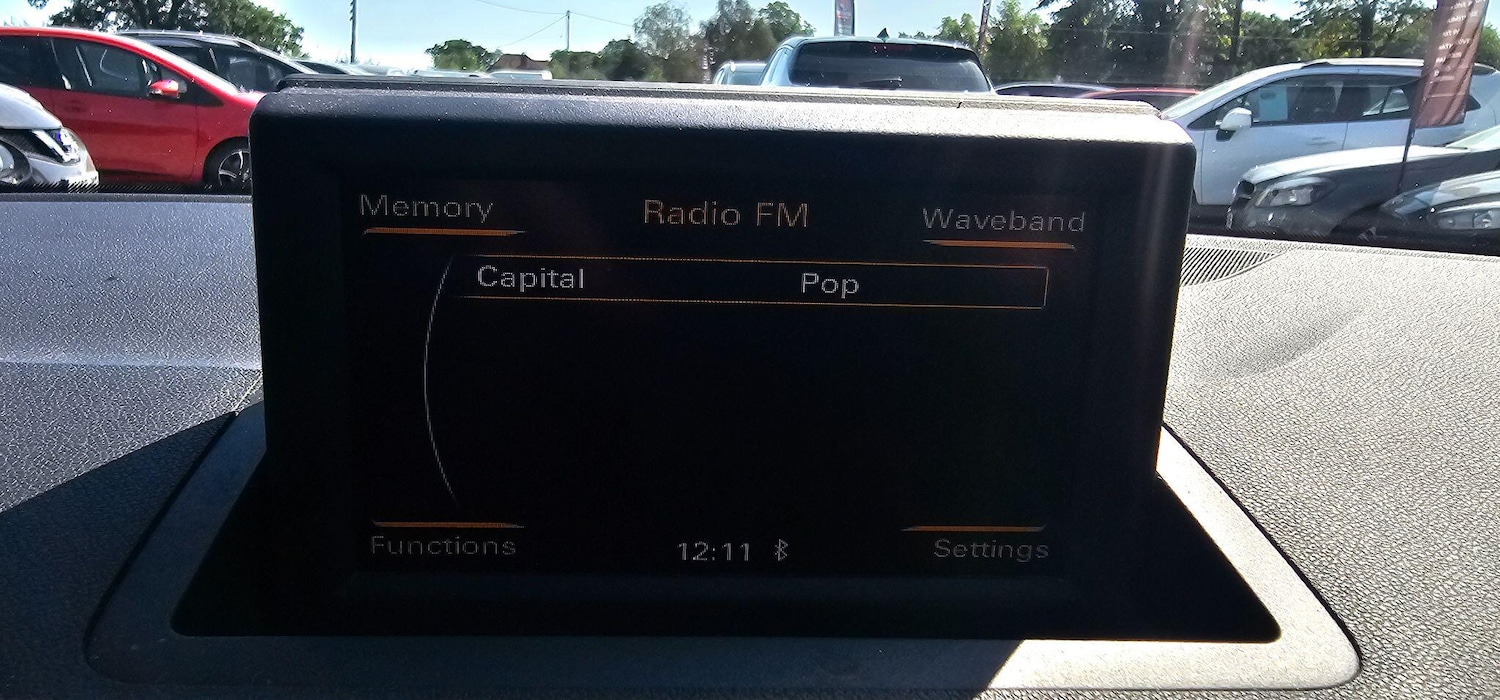 Memory Radio FM Waveband
Capital Pop
Functions 12:11 Settings